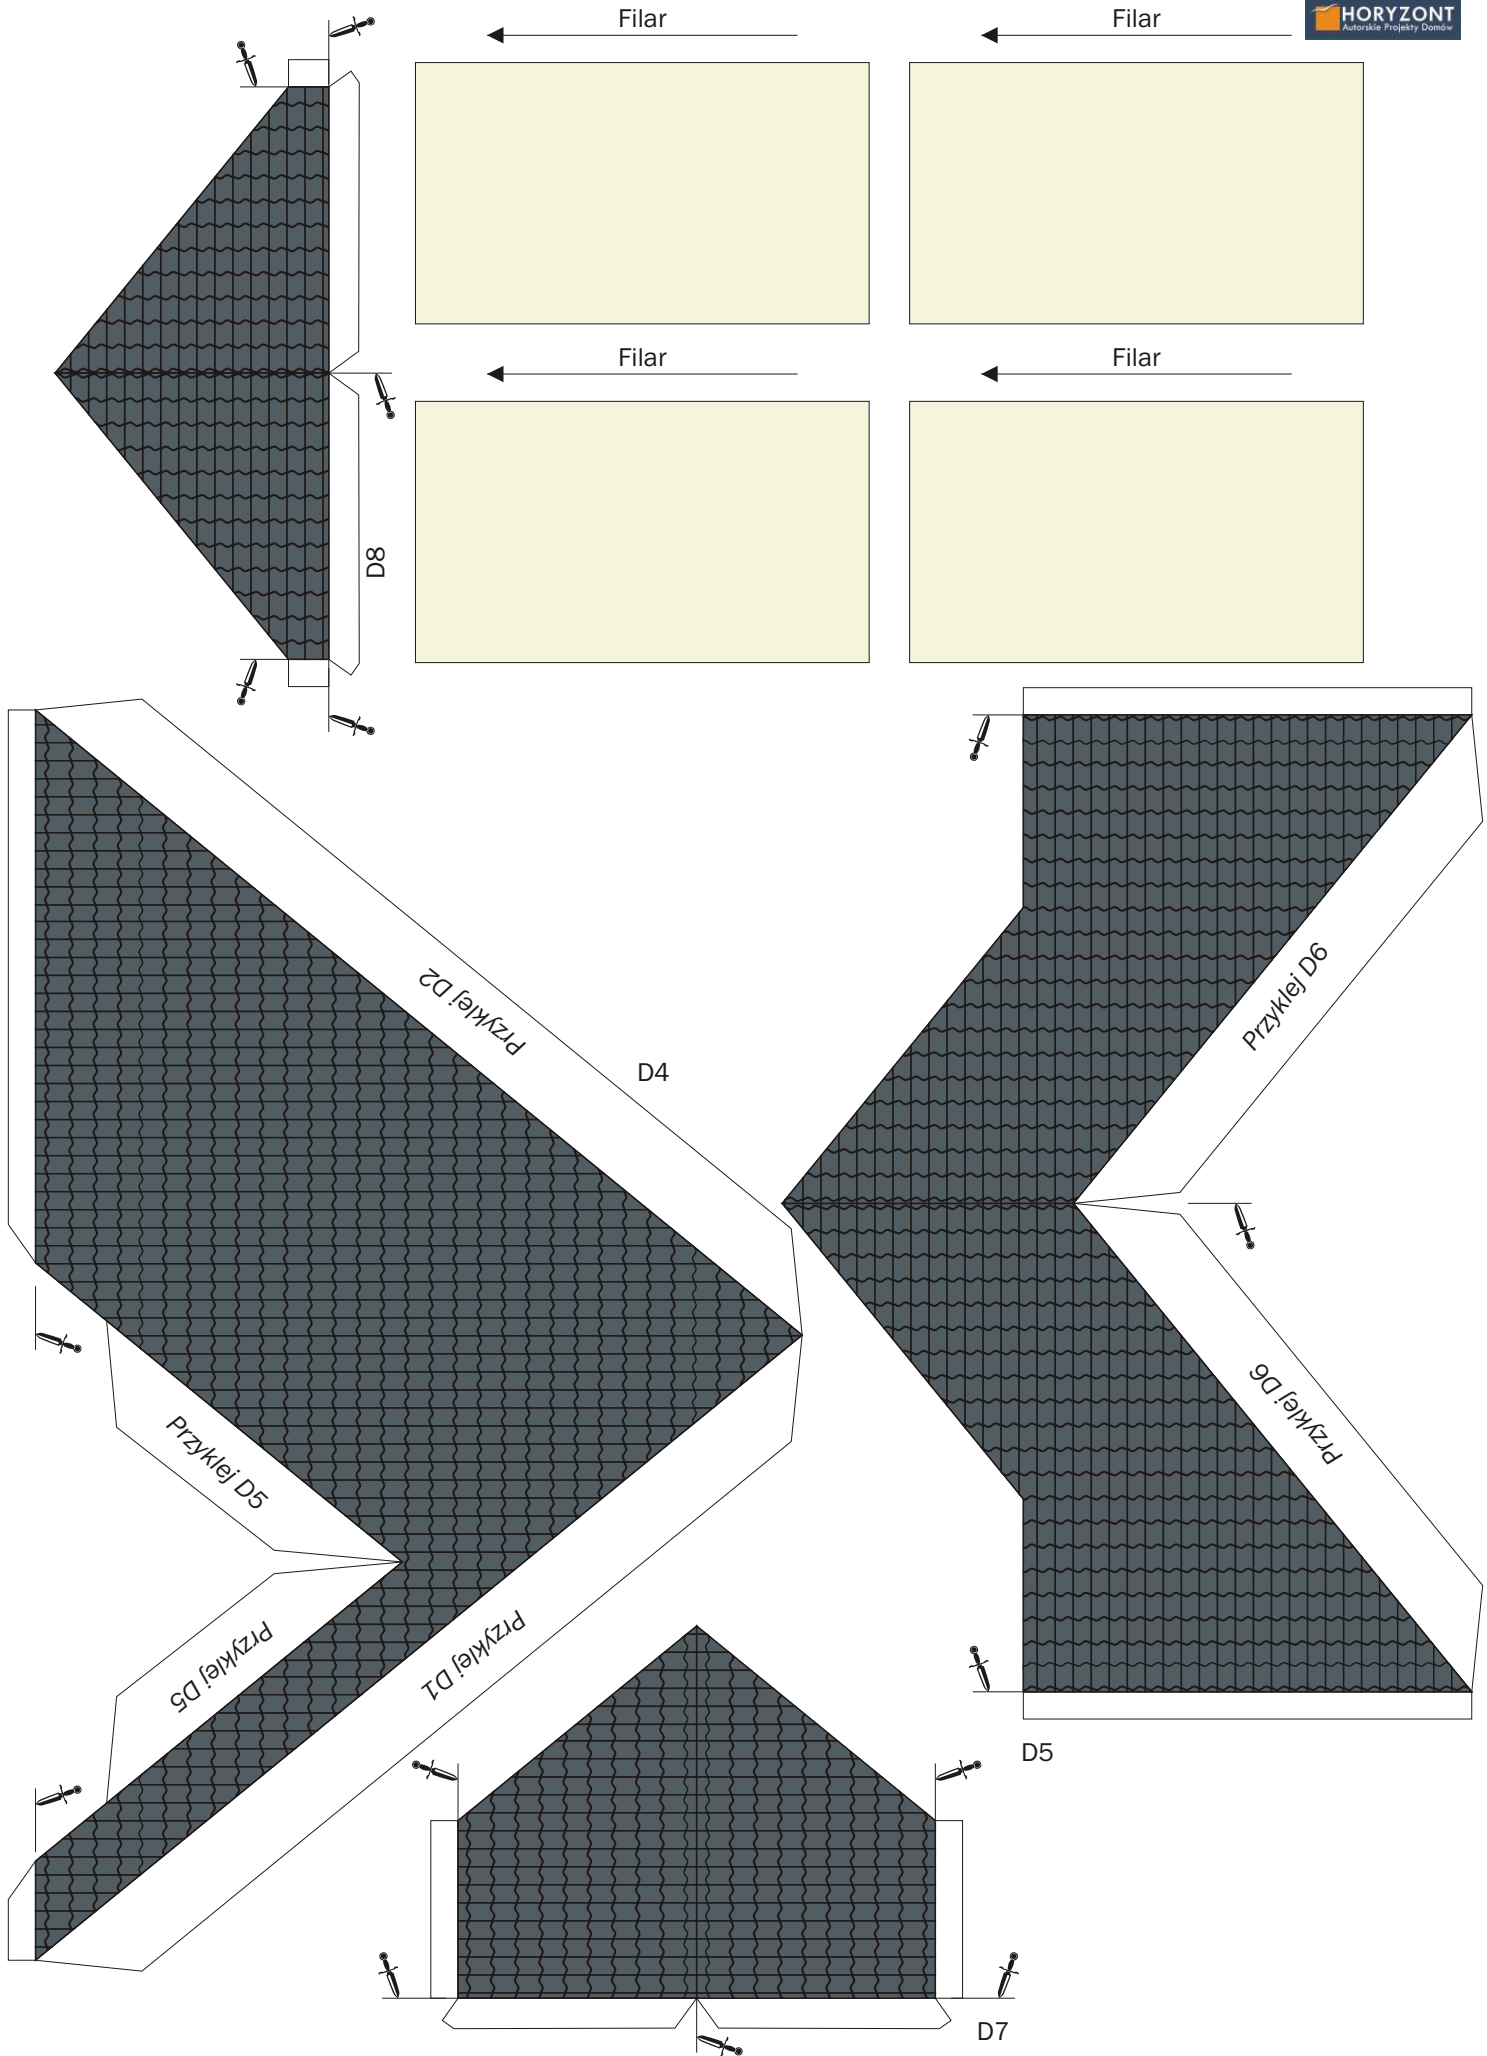 Filar
Filar
HORYZONT
Autorskie Projekty Domów
Filar
Filar
D8
Przyklej D2
Przyklej D6
D4
Przyklej D6
Przyklej D5
Przyklej D5
Przyklej D1
D5
D7